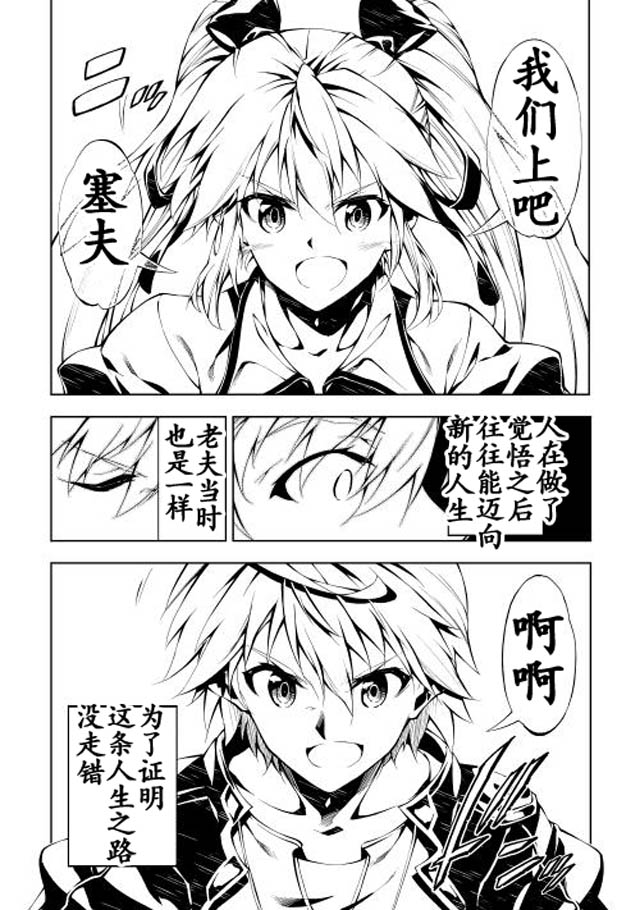 我们上吧
塞夫
人在做了
觉悟之后
往往能迈向
新的人生
老夫当时
也是一样
啊啊
为了证明
这条人生之路
没走错